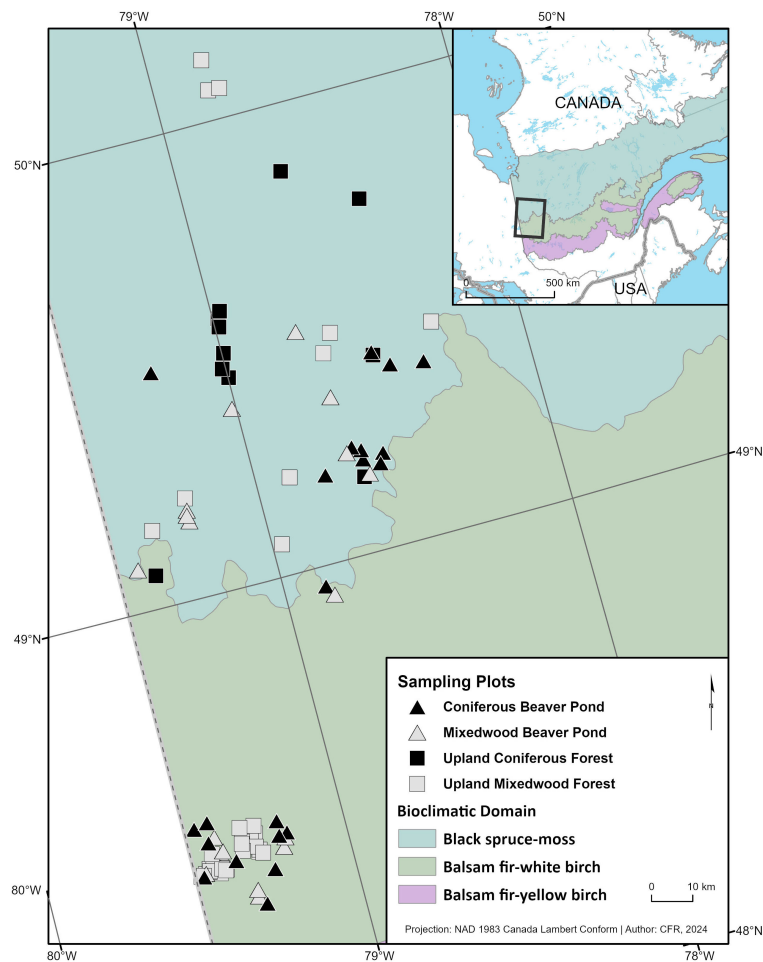 79°W
78°W
50°N
CANADA
50°N
0
500 km
USA
49°N
49°N
Sampling Plots
Coniferous Beaver Pond
N
Mixedwood Beaver Pond
Upland Coniferous Forest
Upland Mixedwood Forest
Bioclimatic Domain
Black spruce-moss
Balsam fir-white birch
0
10 km
Balsam fir-yellow birch
80°W
Projection: NAD 1983 Canada Lambert Conform | Author: CFR, 2024
48°N
80°W
79°W
78°W